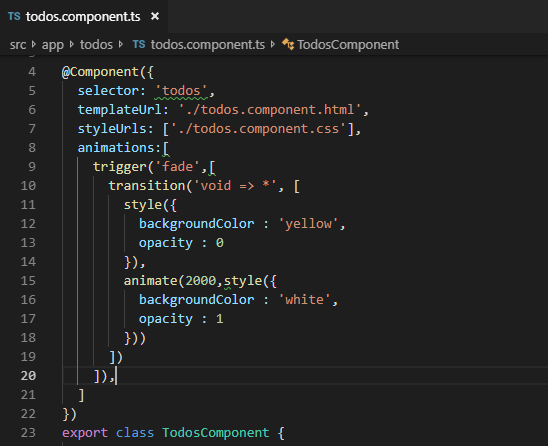 TS todos.component.ts ×
src > app > todos > TS todos.component.ts > TodosComponent
4 @Component({
5   selector: 'todos',
6   templateUrl: './todos.component.html',
7   styleUrls: ['./todos.component.css'],
8   animations:[
9     trigger('fade',[
10       transition('void => *', [
11         style({
12           backgroundColor : 'yellow',
13           opacity : 0
14         }),
15         animate(2000,style({
16           backgroundColor : 'white',
17           opacity : 1
18         }))
19       ])
20     ]),
21   ]
22 })
23 export class TodosComponent {